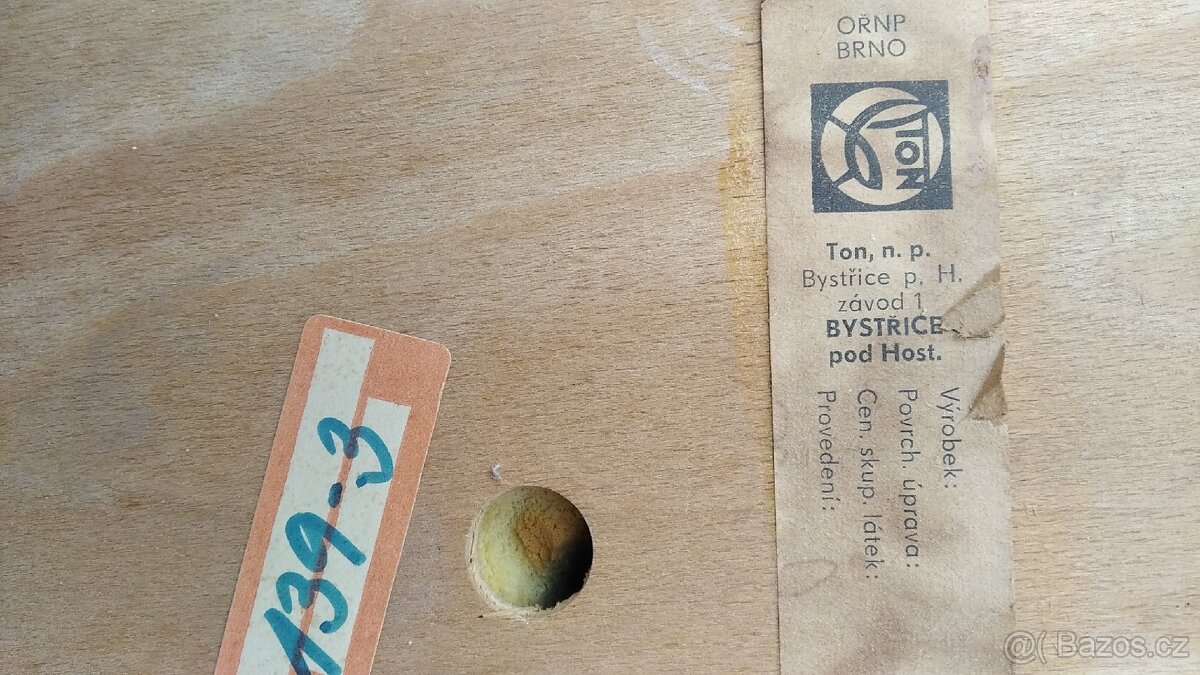 OŘNP
BRNO
TON
Ton, n. p.
Bystřice p. H.
závod 1
BYSTŘICE
pod Host.
Výrobek:
Povrch. úprava:
Cen. skup. látek:
Provedení:
139-3
@( Bazos.cz